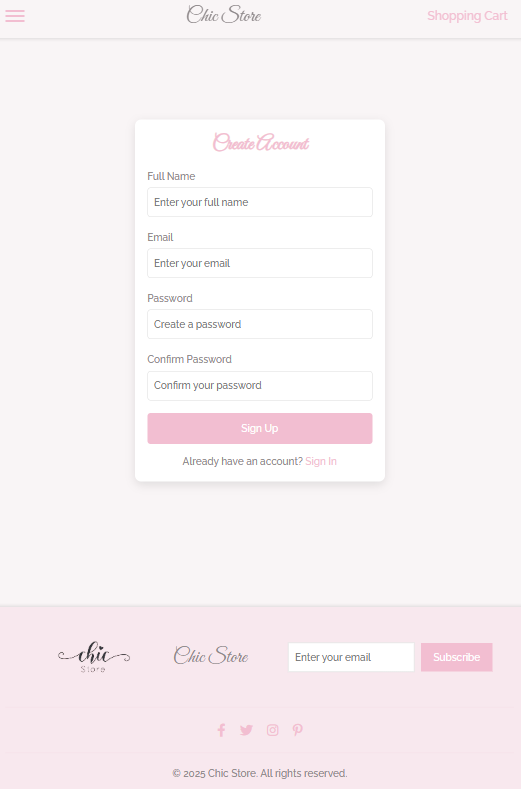 Chic Store
Shopping Cart
Create Account
Full Name
Enter your full name
Email
Enter your email
Password
Create a password
Confirm Password
Confirm your password
Sign Up
Already have an account? Sign In
chic
Store
Chic Store
Enter your email
Subscribe
© 2025 Chic Store. All rights reserved.